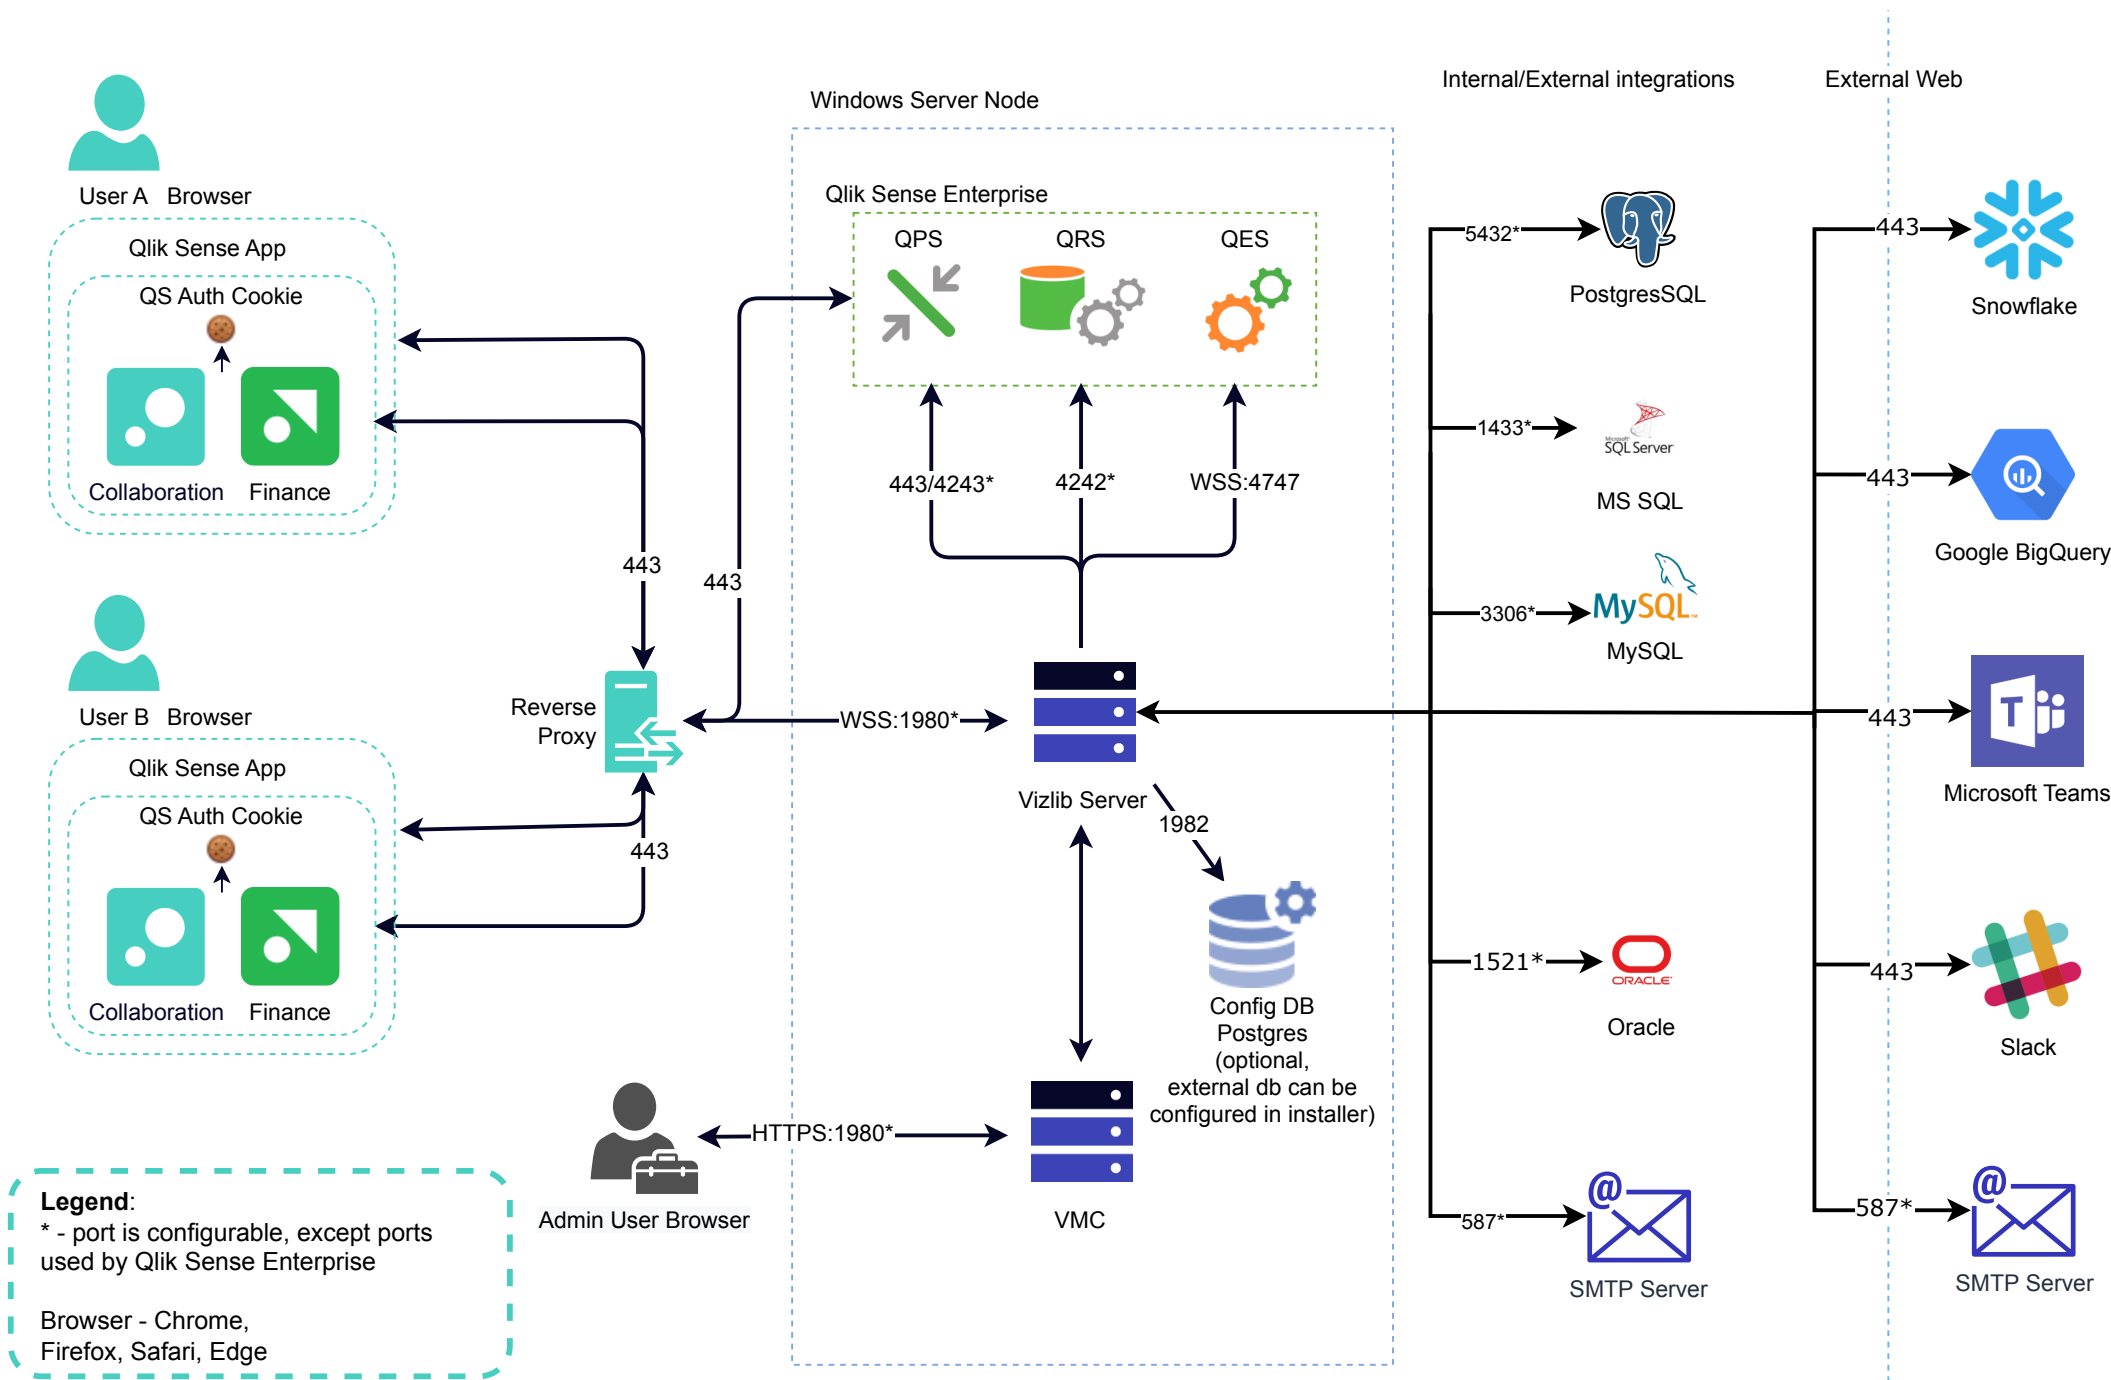 User A Browser
Qlik Sense App
QS Auth Cookie
Collaboration
Finance
User B Browser
Qlik Sense App
QS Auth Cookie
Collaboration
Finance
Legend:
* - port is configurable, except ports
used by Qlik Sense Enterprise
Browser - Chrome,
Firefox, Safari, Edge
443
443
Reverse
Proxy
443
WSS:1980*
Admin User Browser
HTTPS:1980*
Windows Server Node
Qlik Sense Enterprise
QPS
QRS
QES
443/4243*
4242*
WSS:4747
Vizlib Server
1982
Config DB
Postgres
(optional,
external db can be
configured in installer)
VMC
Internal/External integrations
5432*
PostgresSQL
1433*
Microsoft
SQL Server
MS SQL
3306*
MySQL
MySQL
1521*
ORACLE
Oracle
587*
@
SMTP Server
External Web
443
Snowflake
443
Google BigQuery
443
T
Microsoft Teams
443
Slack
587*
@
SMTP Server